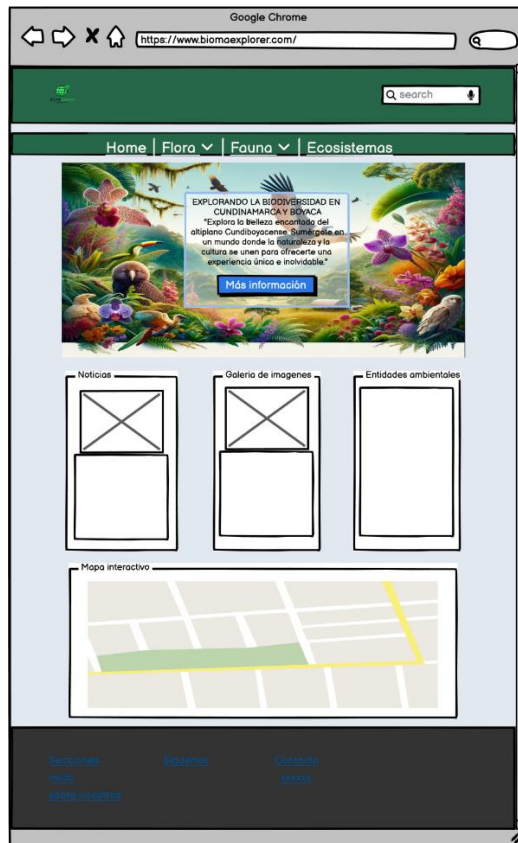 Google Chrome
https://www.biomaexplorer.com/
search
Home | Flora | Fauna | Ecosistemas
EXPLORANDO LA BIODIVERSIDAD EN
CUNDINAMARCA Y BOYACA
"Explora la belleza encantada del
altiplano Cundiboyacense. Sumérgete en
un mundo donde la naturaleza y la
cultura se unen para ofrecerte una
experiencia única e inolvidable."
Más información
Noticias
Galeria de imagenes
Entidades ambientales
Mapa interactivo
Secciones
Siguenos
Contacto
inicio
sobre nosotros